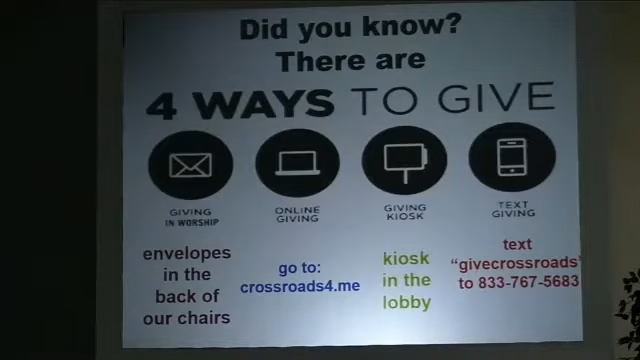 Did you know?
There are
4 WAYS TO GIVE
GIVING
IN WORSHIP
ONLINE
GIVING
GIVING
KIOSK
TEXT
GIVING
envelopes
in the
back of
our chairs
go to:
crossroads4.me
kiosk
in the
lobby
text
“givecrossroads”
to 833-767-5683